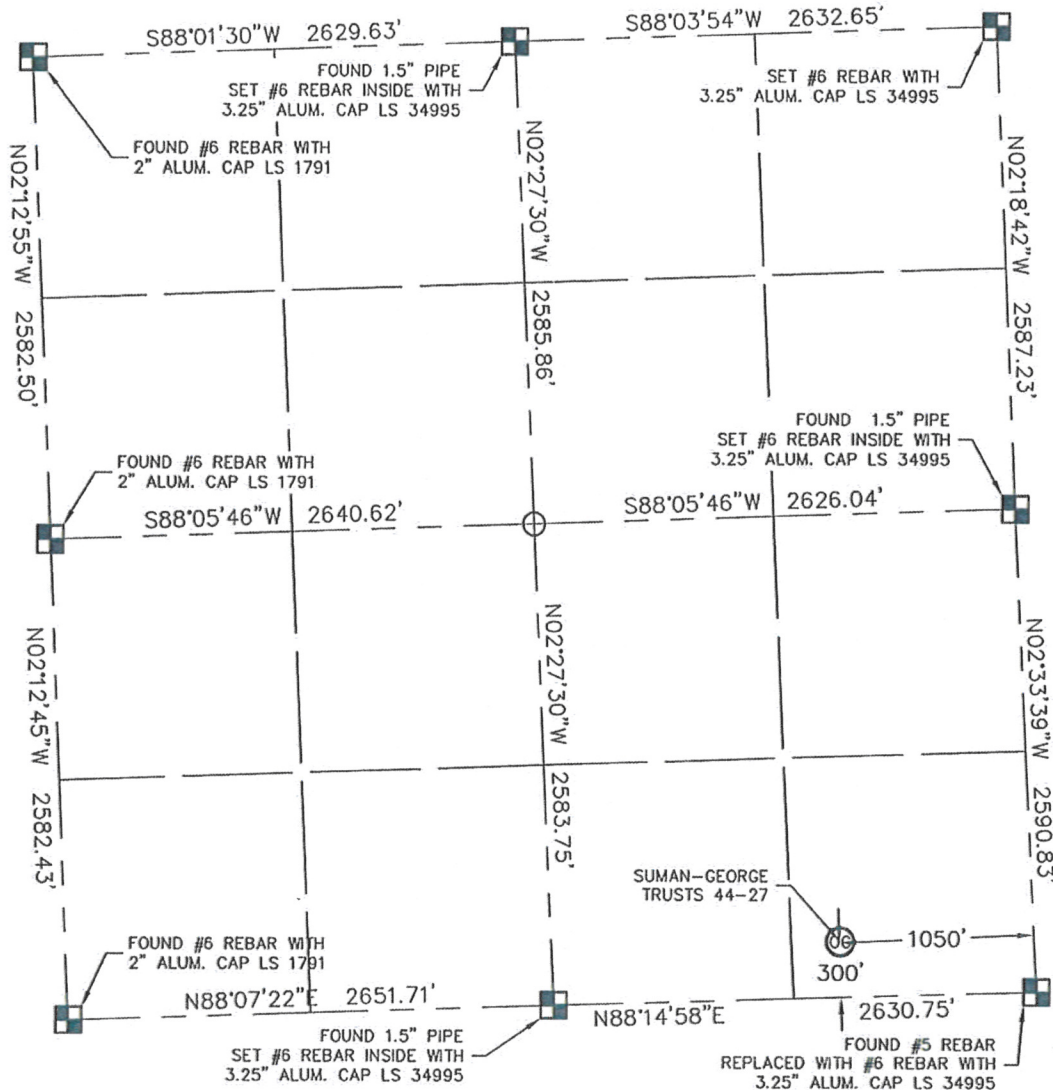 S88°01'30"W 2629.63'
S88°03'54"W 2632.65'
FOUND 1.5" PIPE
SET #6 REBAR INSIDE WITH
3.25" ALUM. CAP LS 34995
SET #6 REBAR WITH
3.25" ALUM. CAP LS 34995
FOUND #6 REBAR WITH
2" ALUM. CAP LS 1791
N02°12'55"W 2582.50'
N02°27'30"W 2585.86'
N02°18'42"W 2587.23'
FOUND 1.5" PIPE
SET #6 REBAR INSIDE WITH
3.25" ALUM. CAP LS 34995
FOUND #6 REBAR WITH
2" ALUM. CAP LS 1791
S88°05'46"W 2640.62'
S88°05'46"W 2626.04'
N02°12'45"W 2582.43'
N02°27'30"W 2583.75'
N02°33'39"W 2590.83'
SUMAN-GEORGE
TRUSTS 44-27
OG
1050'
300'
FOUND #6 REBAR WITH
2" ALUM. CAP LS 1791
N88°07'22"E 2651.71'
N88°14'58"E 2630.75'
FOUND 1.5" PIPE
SET #6 REBAR INSIDE WITH
3.25" ALUM. CAP LS 34995
FOUND #5 REBAR
REPLACED WITH #6 REBAR WITH
3.25" ALUM. CAP LS 34995